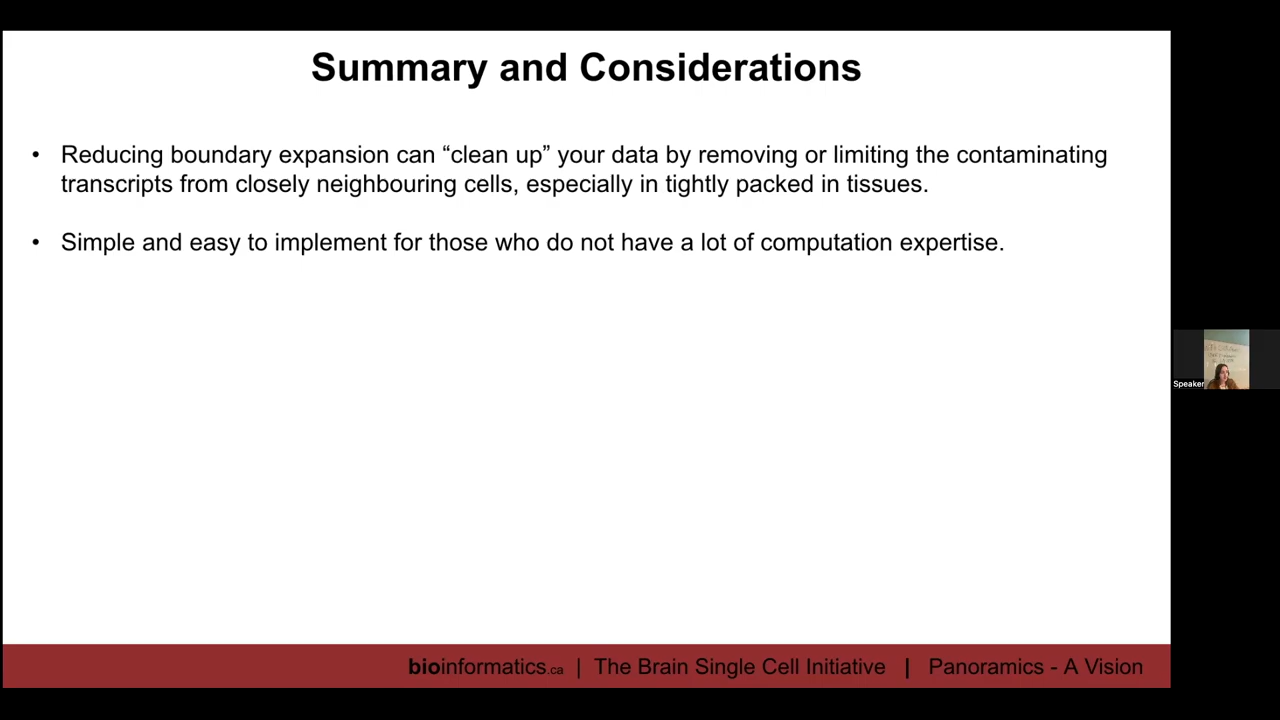 Summary and Considerations
• Reducing boundary expansion can “clean up” your data by removing or limiting the contaminating
transcripts from closely neighbouring cells, especially in tightly packed in tissues.
• Simple and easy to implement for those who do not have a lot of computation expertise.
Speaker
bioinformatics.ca | The Brain Single Cell Initiative | Panoramics - A Vision